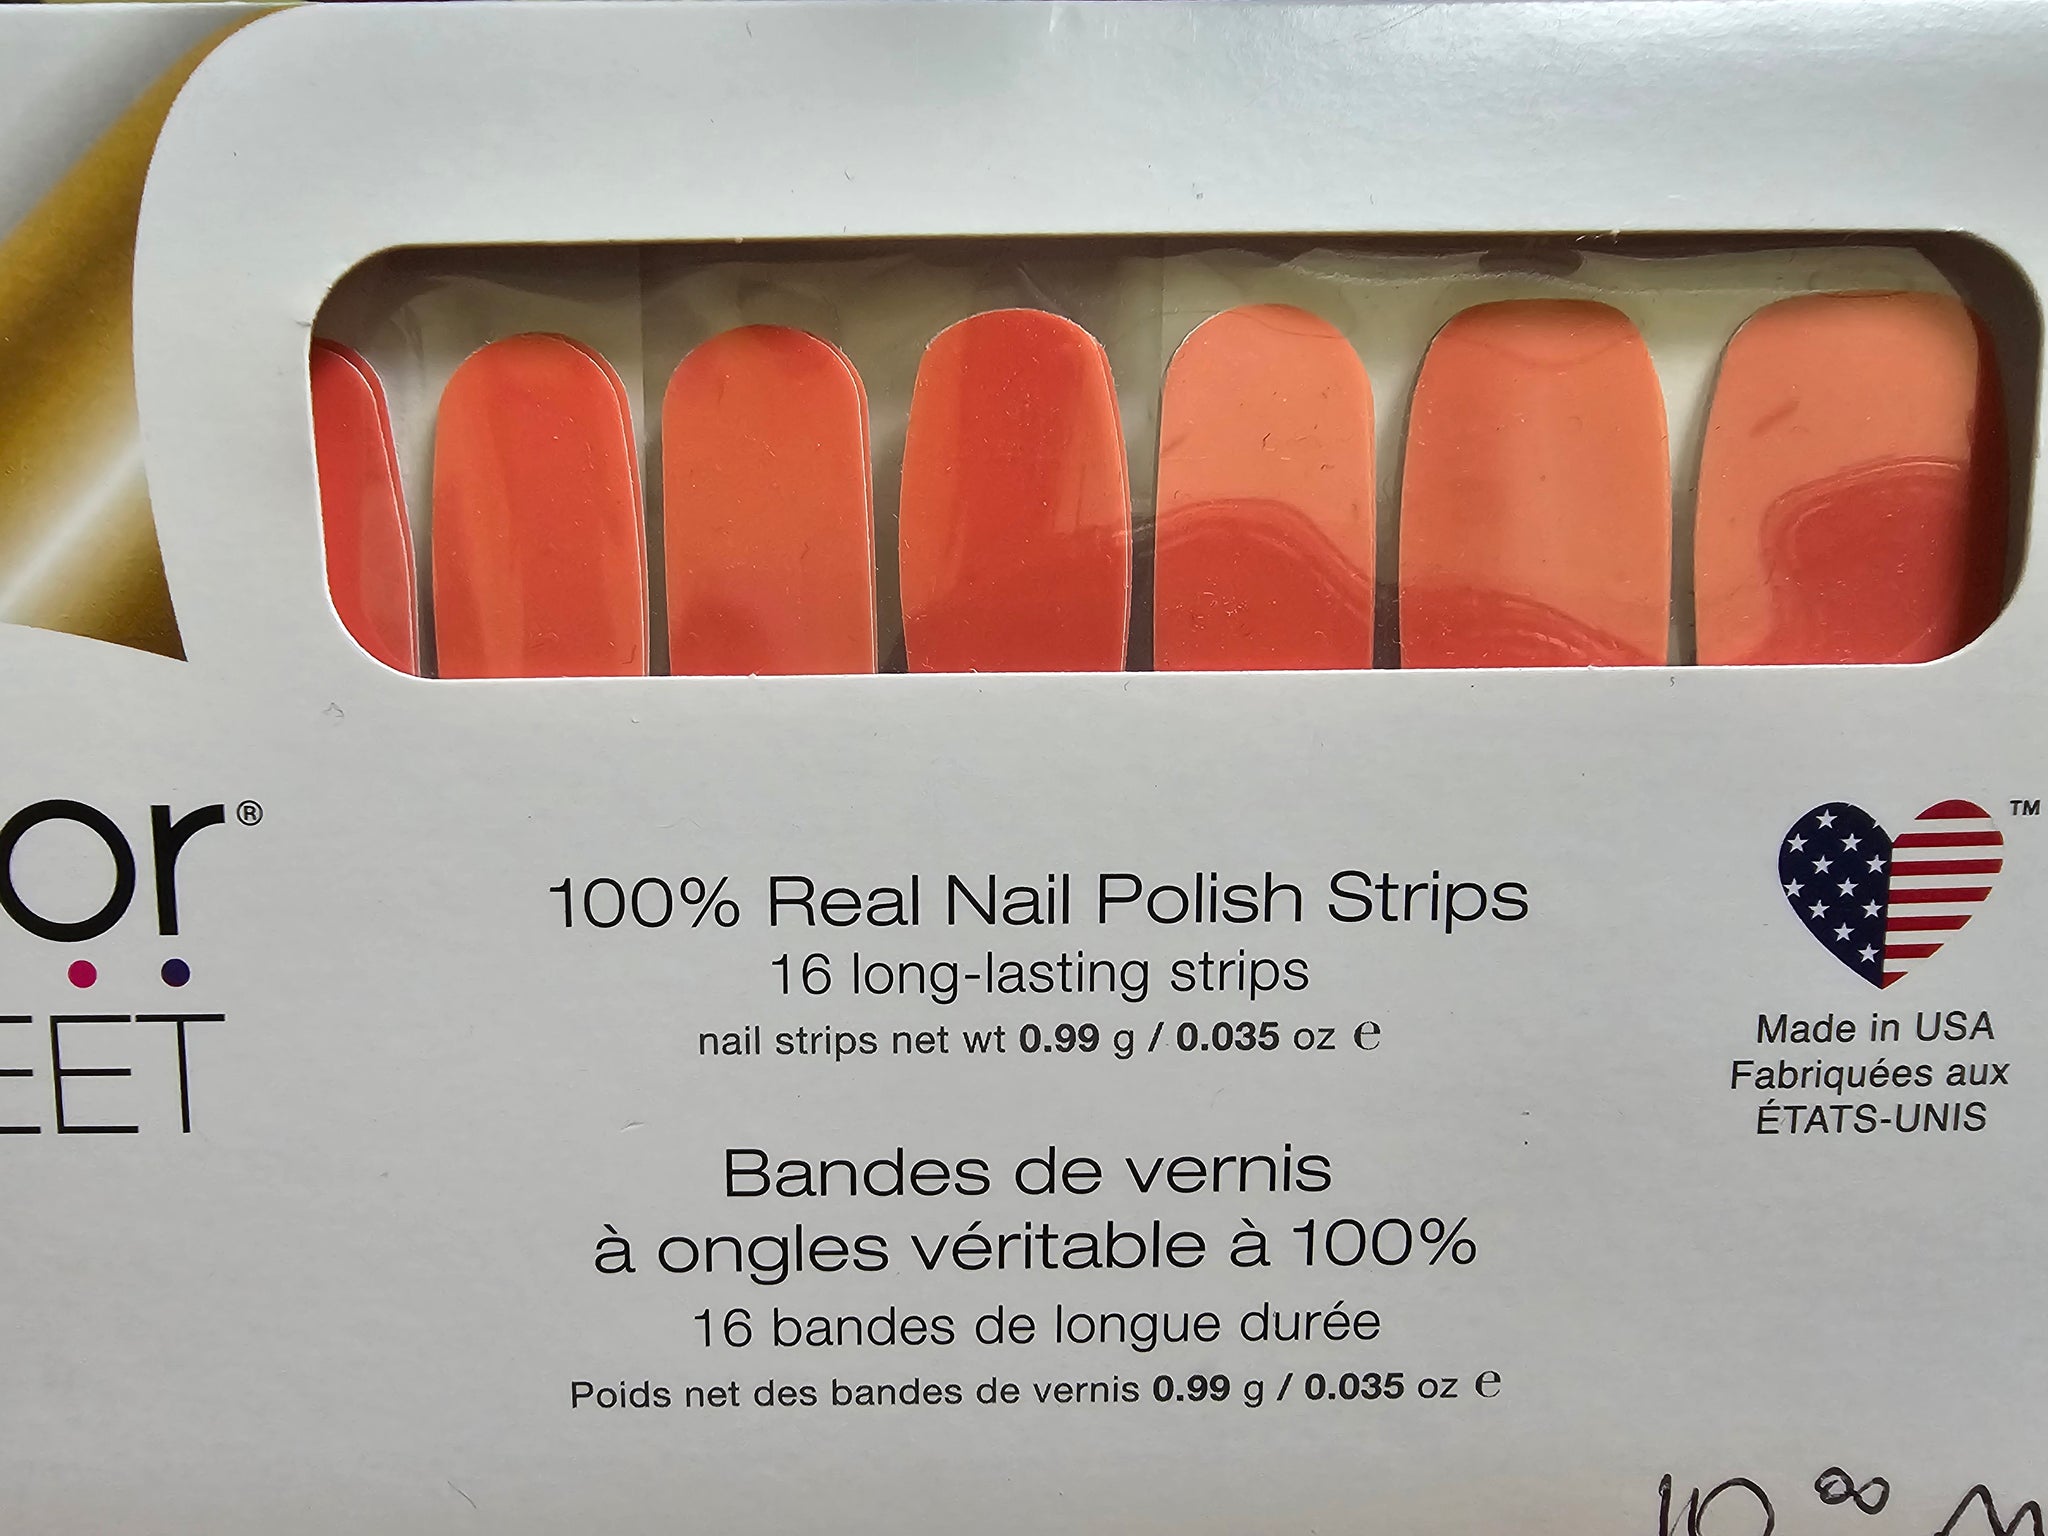 or®
EET
100% Real Nail Polish Strips
16 long-lasting strips
nail strips net wt 0.99 g / 0.035 oz ℮
Bandes de vernis
à ongles véritable à 100%
16 bandes de longue durée
Poids net des bandes de vernis 0.99 g / 0.035 oz ℮
TM
Made in USA
Fabriquées aux
ÉTATS-UNIS
10.00